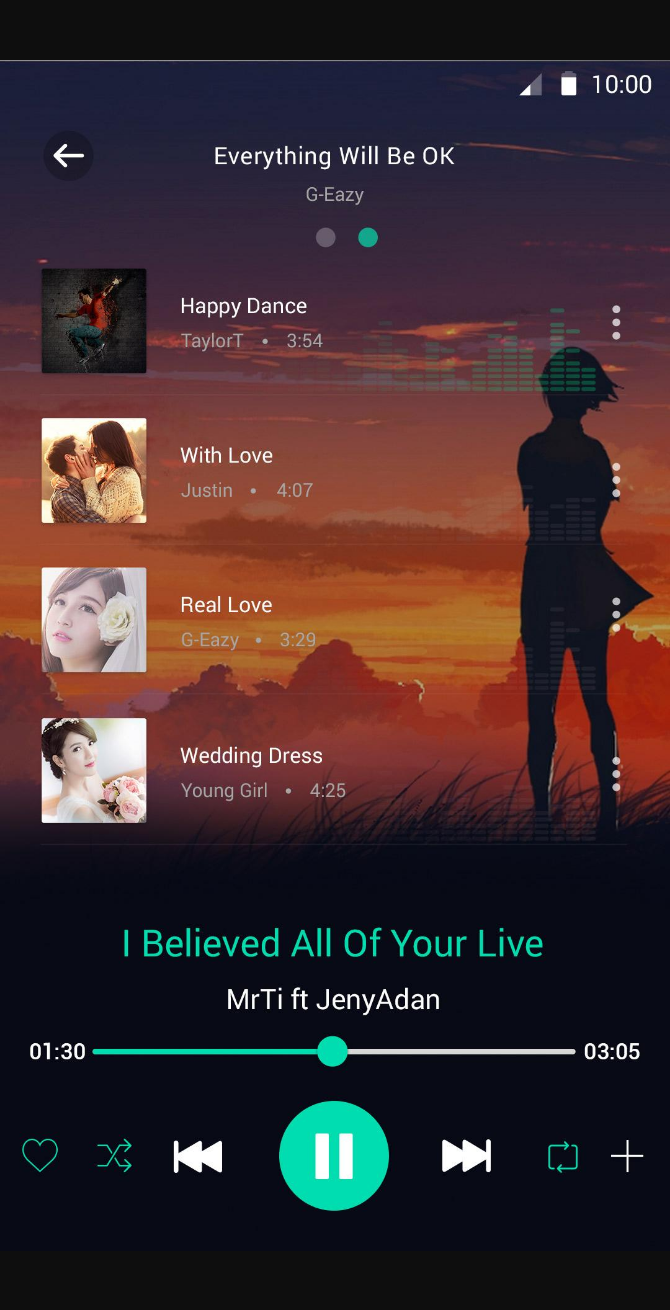 10:00
Everything Will Be OK
G-Eazy
Happy Dance
TaylorT • 3:54
With Love
Justin • 4:07
Real Love
G-Eazy • 3:29
Wedding Dress
Young Girl • 4:25
I Believed All Of Your Live
MrTi ft JenyAdan
01:30 03:05